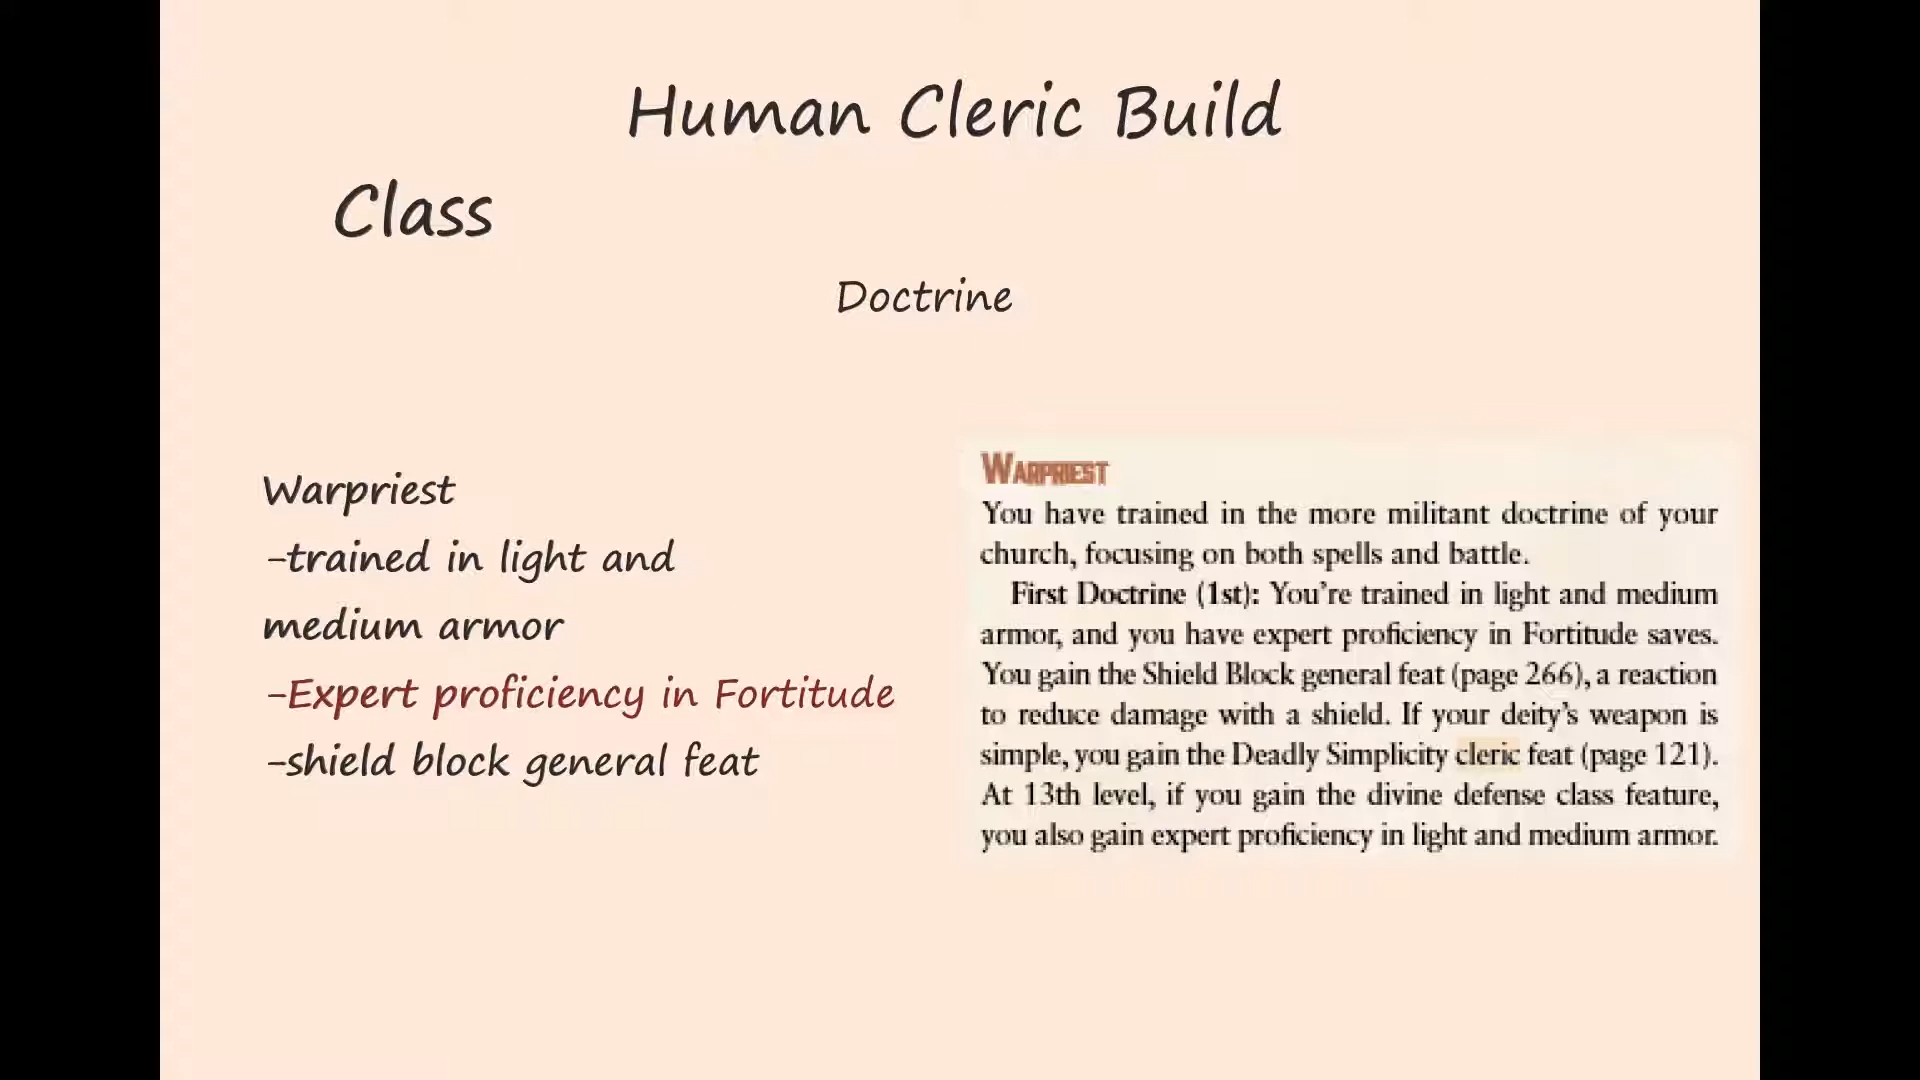 Human Cleric Build
Class
Doctrine
Warpriest
-trained in light and
medium armor
-Expert proficiency in Fortitude
-shield block general feat
WARPRIEST
You have trained in the more militant doctrine of your
church, focusing on both spells and battle.
First Doctrine (1st): You're trained in light and medium
armor, and you have expert proficiency in Fortitude saves.
You gain the Shield Block general feat (page 266), a reaction
to reduce damage with a shield. If your deity's weapon is
simple, you gain the Deadly Simplicity cleric feat (page 121).
At 13th level, if you gain the divine defense class feature,
you also gain expert proficiency in light and medium armor.